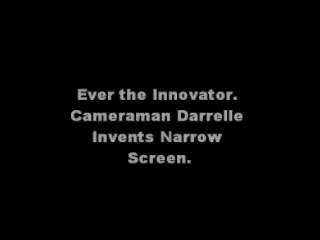 Ever the Innovator.
Cameraman Darrelle
Invents Narrow
Screen.